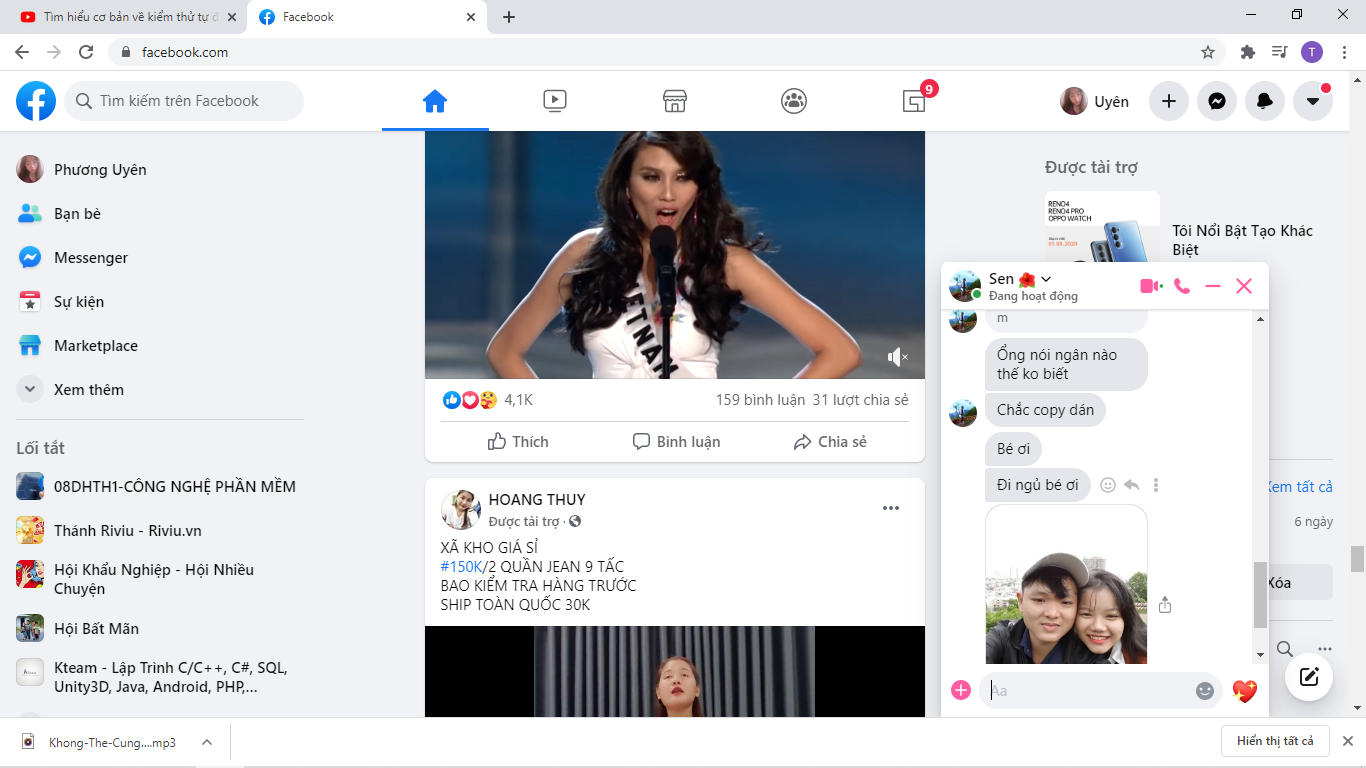 Tìm hiểu cơ bản về kiểm thử tự đ
Facebook
facebook.com
T
Tìm kiếm trên Facebook
9
Uyên
Phương Uyên
Bạn bè
Messenger
Sự kiện
Marketplace
Xem thêm
Lối tắt
08DHTH1-CÔNG NGHỆ PHẦN MỀM
Thánh Riviu - Riviu.vn
Hội Khẩu Nghiệp - Hội Nhiều
Chuyện
Hội Bất Mãn
Kteam - Lập Trình C/C++, C#, SQL,
Unity3D, Java, Android, PHP,...
ETNAM
4,1K
159 bình luận 31 lượt chia sẻ
Thích
Bình luận
Chia sẻ
HOANG THUY
Được tài trợ ·
XÃ KHO GIÁ SỈ
#150K/2 QUẦN JEAN 9 TẤC
BAO KIỂM TRA HÀNG TRƯỚC
SHIP TOÀN QUỐC 30K
Được tài trợ
RENO4
RENO4 PRO
OPPO WATCH
Tôi Nổi Bật Tạo Khác
Biệt
Sen
Đang hoạt động
m
Ổng nói ngân nào
thế ko biết
Chắc copy dán
Bé ơi
Đi ngủ bé ơi
Aa
Xem tất cả
6 ngày
Xóa
Khong-The-Cung....mp3
Hiển thị tất cả